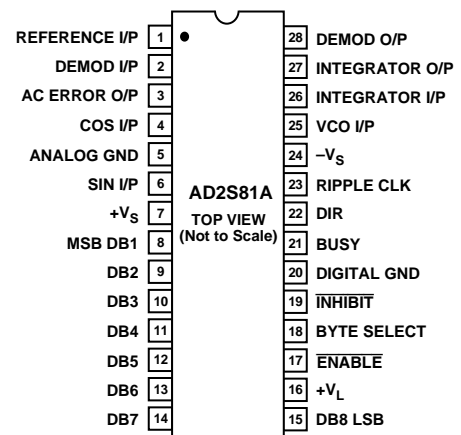 REFERENCE I/P 1 28 DEMOD O/P
DEMOD I/P 2 27 INTEGRATOR O/P
AC ERROR O/P 3 26 INTEGRATOR I/P
COS I/P 4 25 VCO I/P
ANALOG GND 5 24 –VS
SIN I/P 6 AD2S81A 23 RIPPLE CLK
+VS 7 TOP VIEW 22 DIR
MSB DB1 8 (Not to Scale) 21 BUSY
DB2 9 20 DIGITAL GND
DB3 10 19 INHIBIT
DB4 11 18 BYTE SELECT
DB5 12 17 ENABLE
DB6 13 16 +VL
DB7 14 15 DB8 LSB